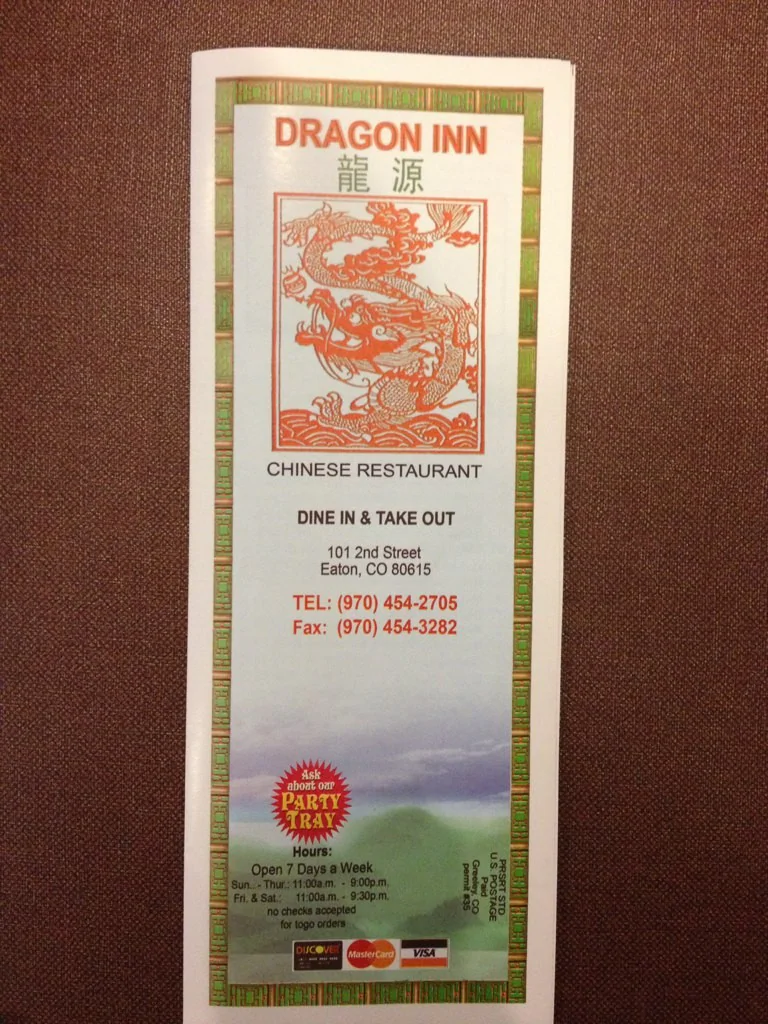 DRAGON INN
龍 源
CHINESE RESTAURANT
DINE IN & TAKE OUT
101 2nd Street
Eaton, CO 80615
TEL: (970) 454-2705
Fax: (970) 454-3282
Ask
about our
PARTY
TRAY
Hours:
Open 7 Days a Week
Sun. - Thur.: 11:00a.m. - 9:00p.m.
Fri. & Sat.: 11:00a.m. - 9:30p.m.
no checks accepted
for togo orders
PRSRT STD
U.S. POSTAGE
Paid
Greeley, CO
permit #35
DISCOVER
MasterCard
VISA